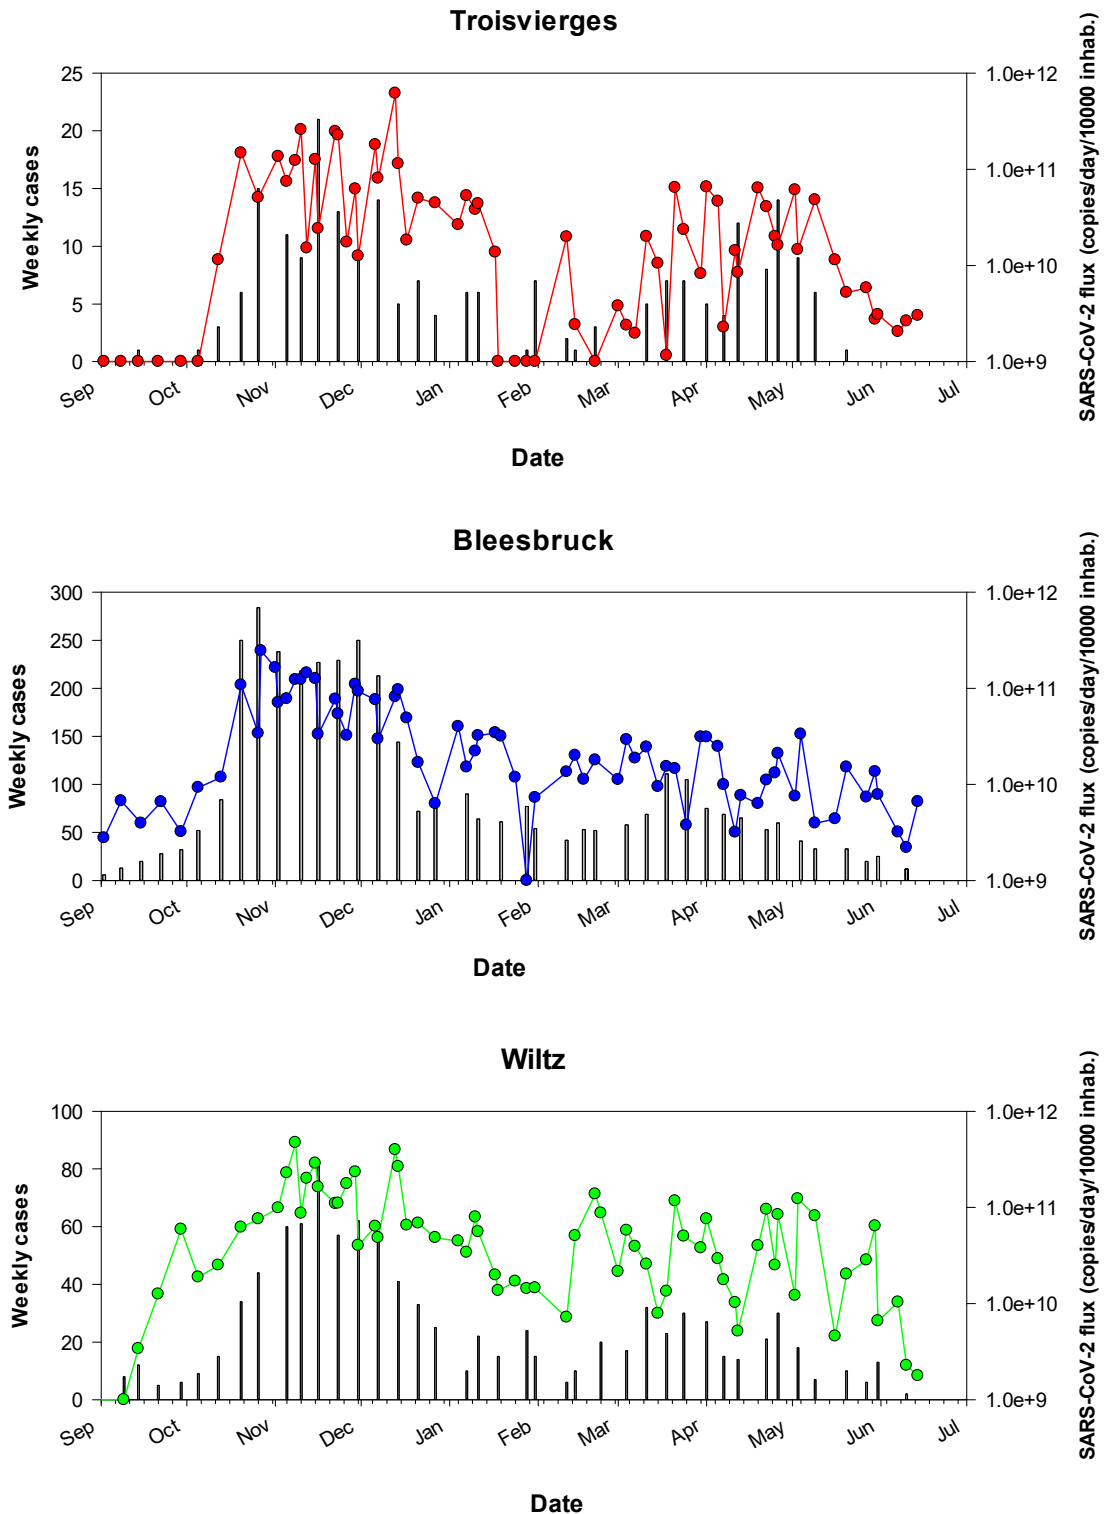 Troisvierges
Weekly cases
SARS-CoV-2 flux (copies/day/10000 inhab.)
25
20
15
10
5
0
1.0e+12
1.0e+11
1.0e+10
1.0e+9
Sep Oct Nov Dec Jan Feb Mar Apr May Jun Jul
Date
Bleesbruck
Weekly cases
SARS-CoV-2 flux (copies/day/10000 inhab.)
300
250
200
150
100
50
0
1.0e+12
1.0e+11
1.0e+10
1.0e+9
Sep Oct Nov Dec Jan Feb Mar Apr May Jun Jul
Date
Wiltz
Weekly cases
SARS-CoV-2 flux (copies/day/10000 inhab.)
100
80
60
40
20
0
1.0e+12
1.0e+11
1.0e+10
1.0e+9
Sep Oct Nov Dec Jan Feb Mar Apr May Jun Jul
Date